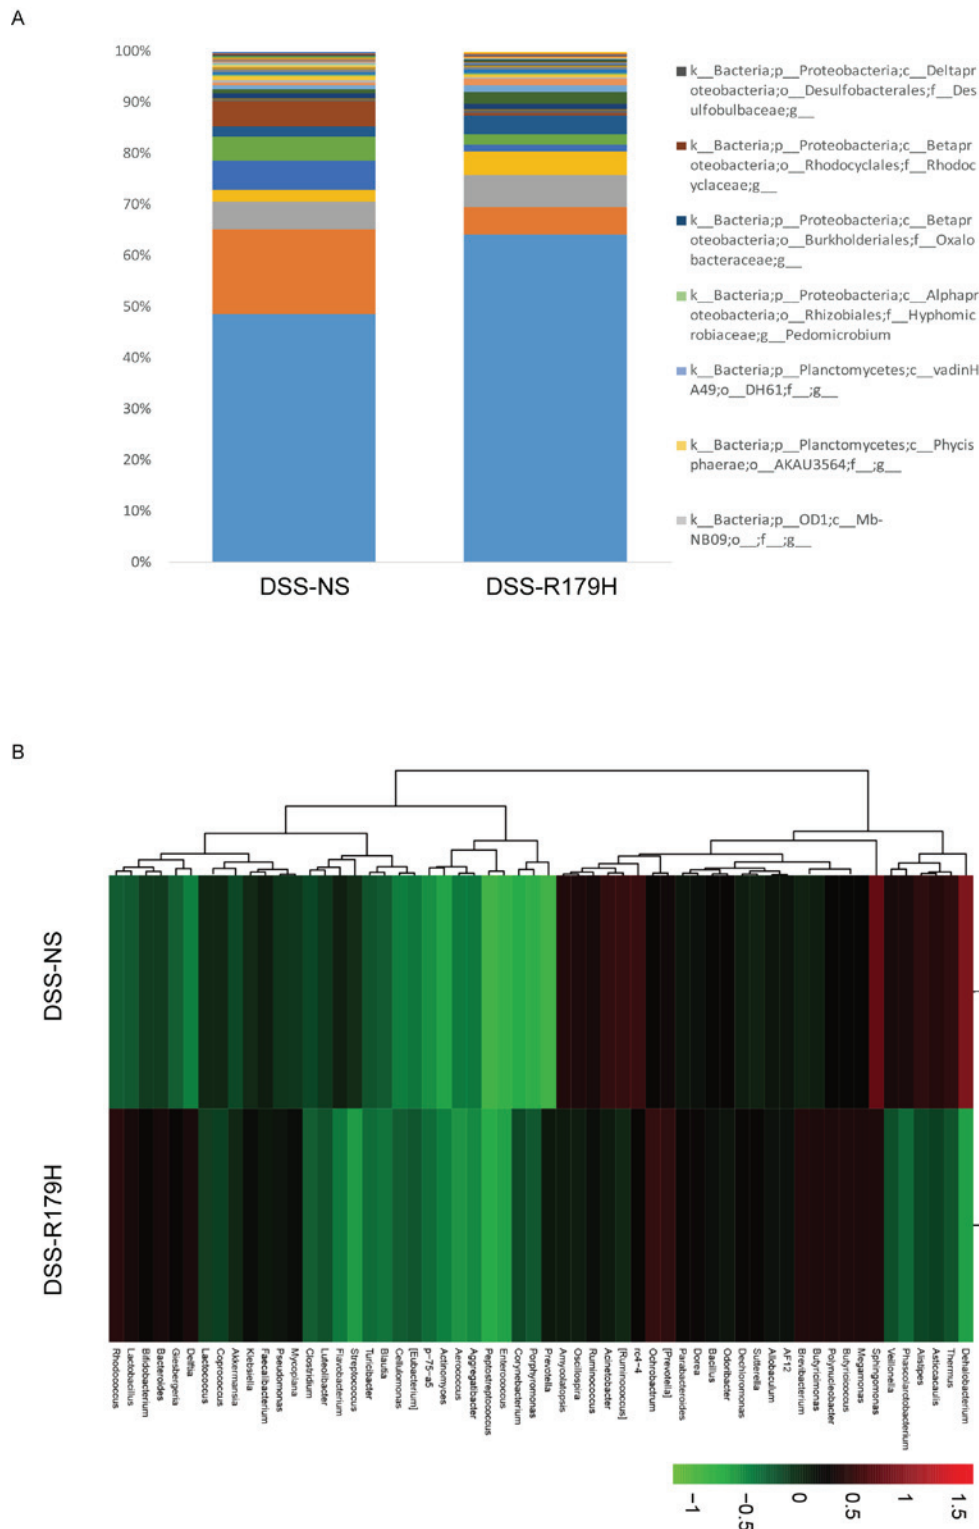 A
100%
90%
80%
70%
60%
50%
40%
30%
20%
10%
0%
DSS-NS
DSS-R179H
k__Bacteria;p__Proteobacteria;c__Deltapr
oteobacteria;o__Desulfobacterales;f__Des
ulfobulbaceae;g__
k__Bacteria;p__Proteobacteria;c__Betapr
oteobacteria;o__Rhodocyclales;f__Rhodoc
yclaceae;g__
k__Bacteria;p__Proteobacteria;c__Betapr
oteobacteria;o__Burkholderiales;f__Oxalo
bacteraceae;g__
k__Bacteria;p__Proteobacteria;c__Alphapr
oteobacteria;o__Rhizobiales;f__Hyphomic
robiaceae;g__Pedomicrobium
k__Bacteria;p__Planctomycetes;c__vadinH
A49;o__DH61;f__;g__
k__Bacteria;p__Planctomycetes;c__Phycis
phaerae;o__AKAU3564;f__;g__
k__Bacteria;p__OD1;c__Mb-
NB09;o__;f__;g__
B
DSS-NS
DSS-R179H
Rhodococcus
Lactobacillus
Bifidobacterium
Bacteroides
Giesbergeria
Delftia
Lactococcus
Coprococcus
Akkermansia
Klebsiella
Faecalibacterium
Pseudomonas
Mycoplana
Clostridium
Luteolibacter
Flavobacterium
Streptococcus
Turicibacter
Blautia
Cellulomonas
[Eubacterium]
p-75-a5
Actinomyces
Aerococcus
Aggregatibacter
Peptostreptococcus
Enterococcus
Corynebacterium
Porphyromonas
Prevotella
Amycolatopsis
Oscillospira
Ruminococcus
Acinetobacter
[Ruminococcus]
rc4-4
Ochrobactrum
[Prevotella]
Parabacteroides
Dorea
Bacillus
Odoribacter
Dechloromonas
Sutterella
Allobaculum
AF12
Brevibacterium
Butyricimonas
Polynucleobacter
Butyricicoccus
Megamonas
Sphingomonas
Veillonella
Phascolarctobacterium
Alistipes
Asticcacaulis
Thermus
Dehalobacterium
-1
-0.5
0
0.5
1
1.5